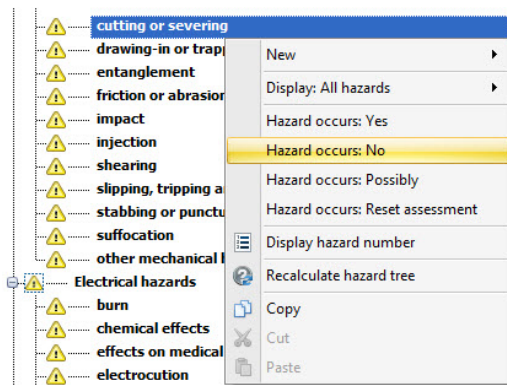 cutting or severing
drawing-in or trap
entanglement
friction or abrasion
impact
injection
shearing
slipping, tripping a
stabbing or punctu
suffocation
other mechanical
Electrical hazards
burn
chemical effects
effects on medical
electrocution
New
Display: All hazards
Hazard occurs: Yes
Hazard occurs: No
Hazard occurs: Possibly
Hazard occurs: Reset assessment
Display hazard number
Recalculate hazard tree
Copy
Cut
Paste